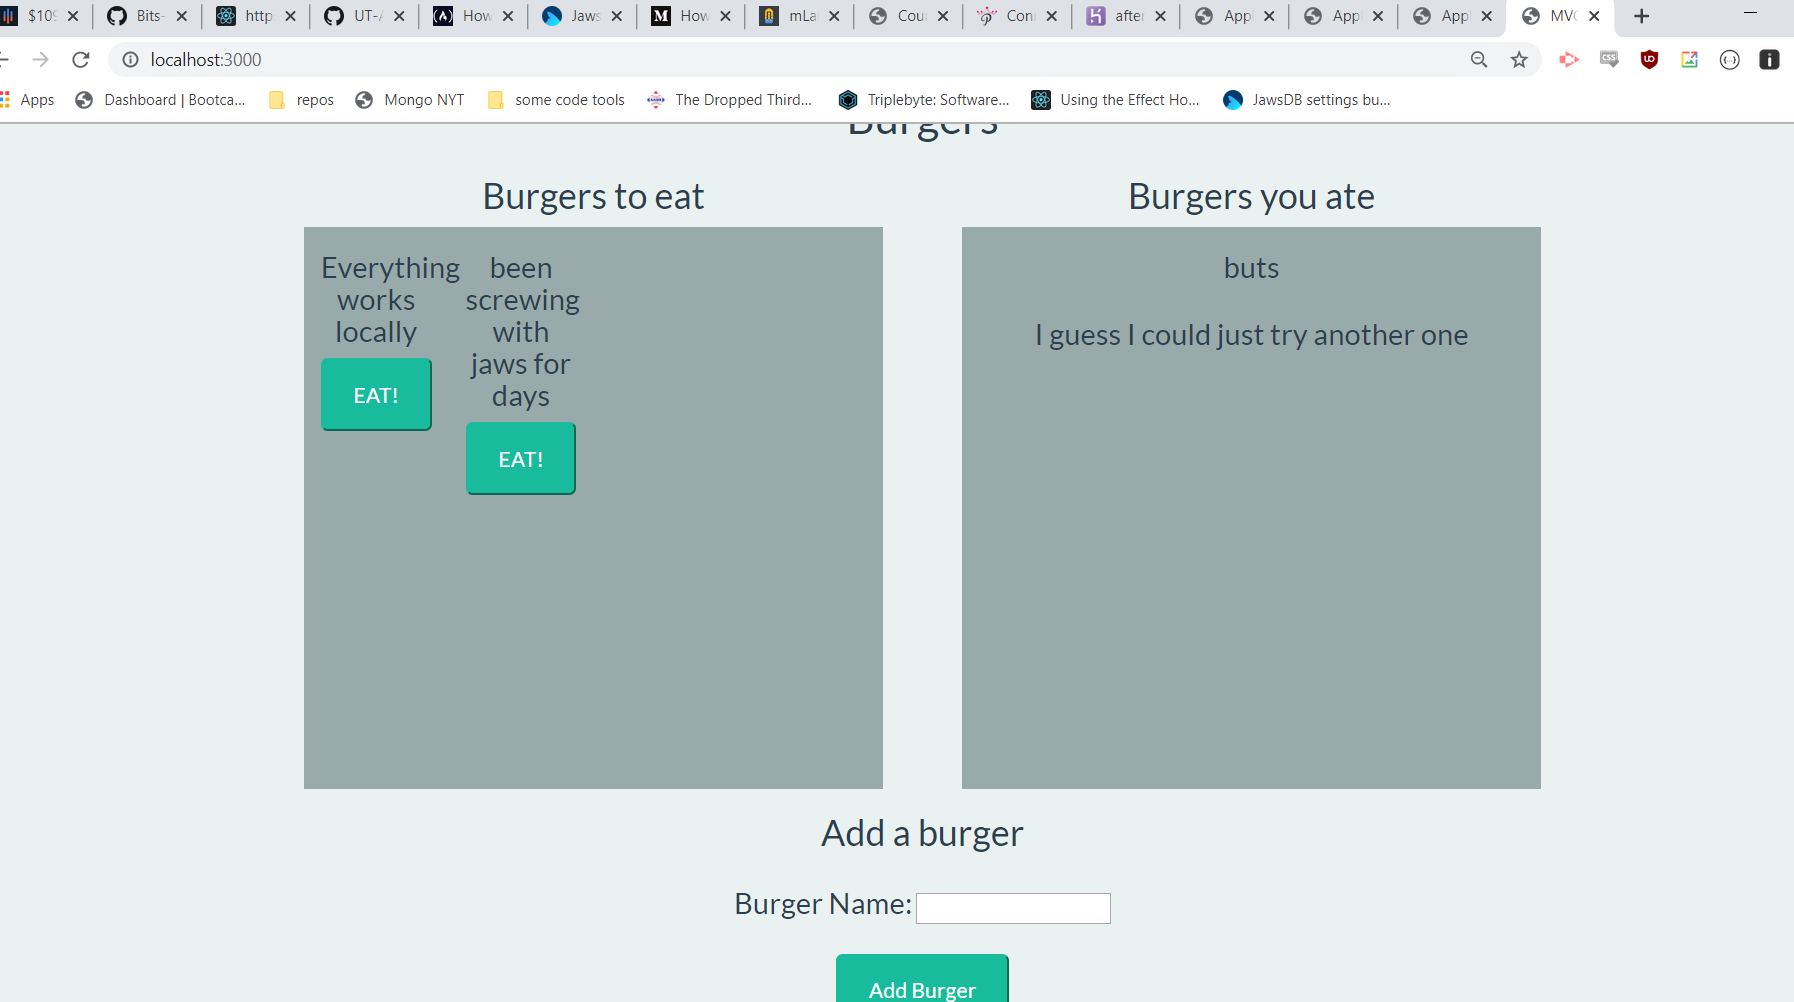 $109 Bits- http UT-A How Jaws How mLa Cour Con afte App App App MVC
localhost:3000
Apps Dashboard | Bootca... repos Mongo NYT some code tools The Dropped Third... Triplebyte: Software... Using the Effect Ho... JawsDB settings bu...
Burgers
Burgers to eat
Everything
works
locally
EAT!
been
screwing
with
jaws for
days
EAT!
Burgers you ate
buts
I guess I could just try another one
Add a burger
Burger Name:
Add Burger